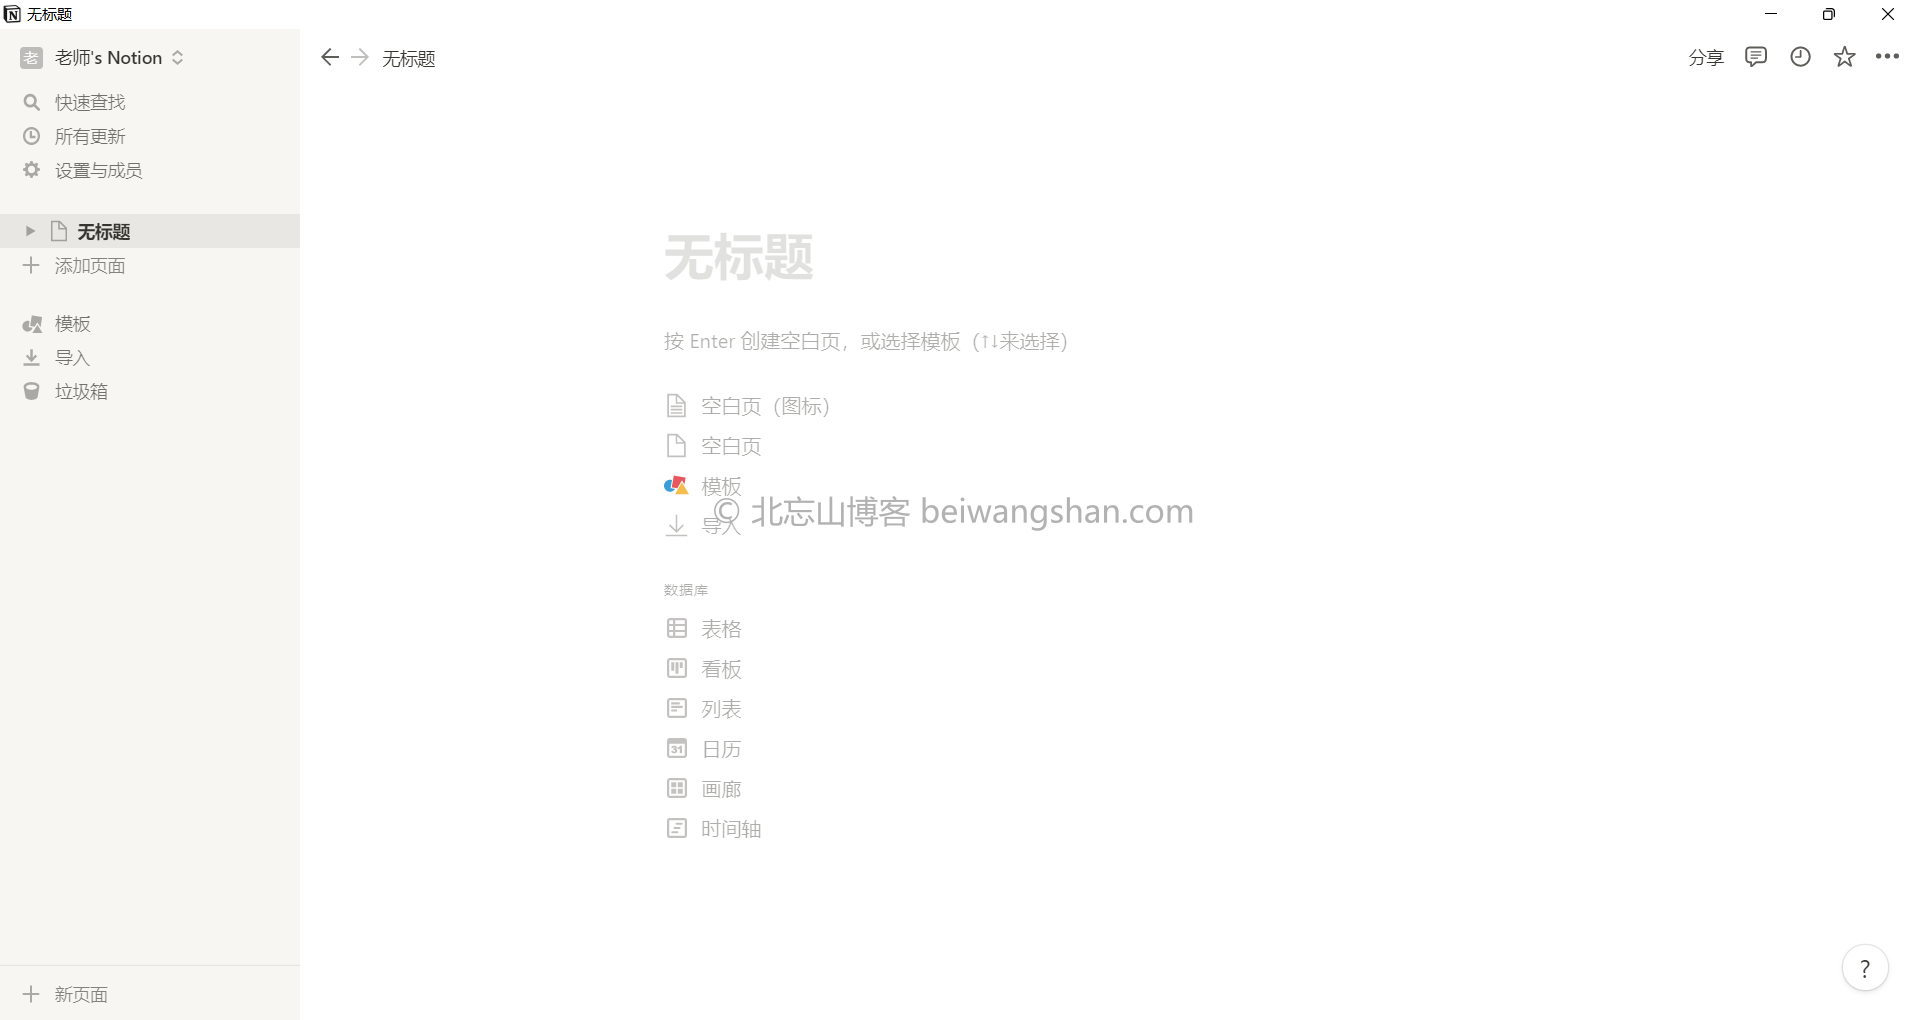 无标题
老 老师's Notion
无标题
分享
快速查找
所有更新
设置与成员
无标题
添加页面
模板
导入
垃圾箱
无标题
按 Enter 创建空白页，或选择模板（↑↓来选择）
空白页（图标）
空白页
模板
© 北忘山博客 beiwangshan.com
导入
数据库
表格
看板
列表
31 日历
画廊
时间轴
?
新页面